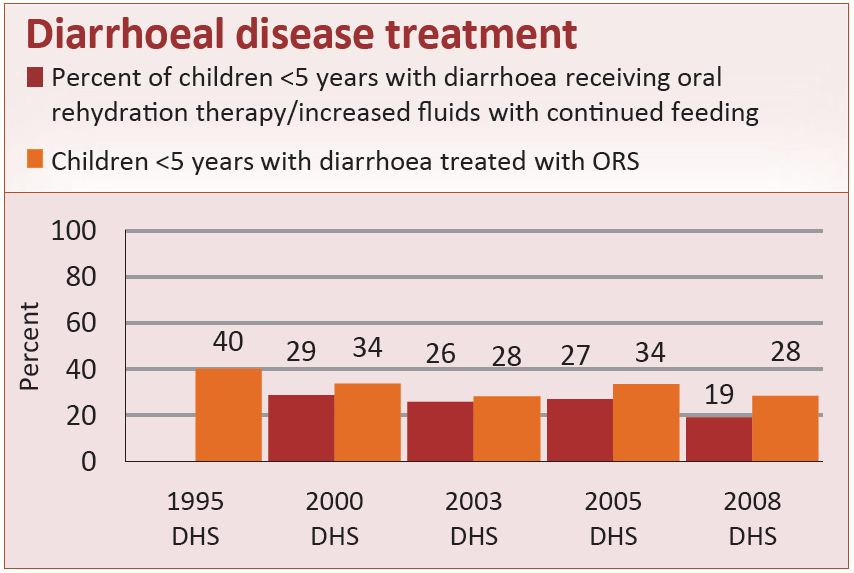 Diarrhoeal disease treatment
Percent of children <5 years with diarrhoea receiving oral
rehydration therapy/increased fluids with continued feeding
Children <5 years with diarrhoea treated with ORS
Percent
100
80
60
40
20
0
40
29
34
26
28
27
34
19
28
1995
DHS
2000
DHS
2003
DHS
2005
DHS
2008
DHS